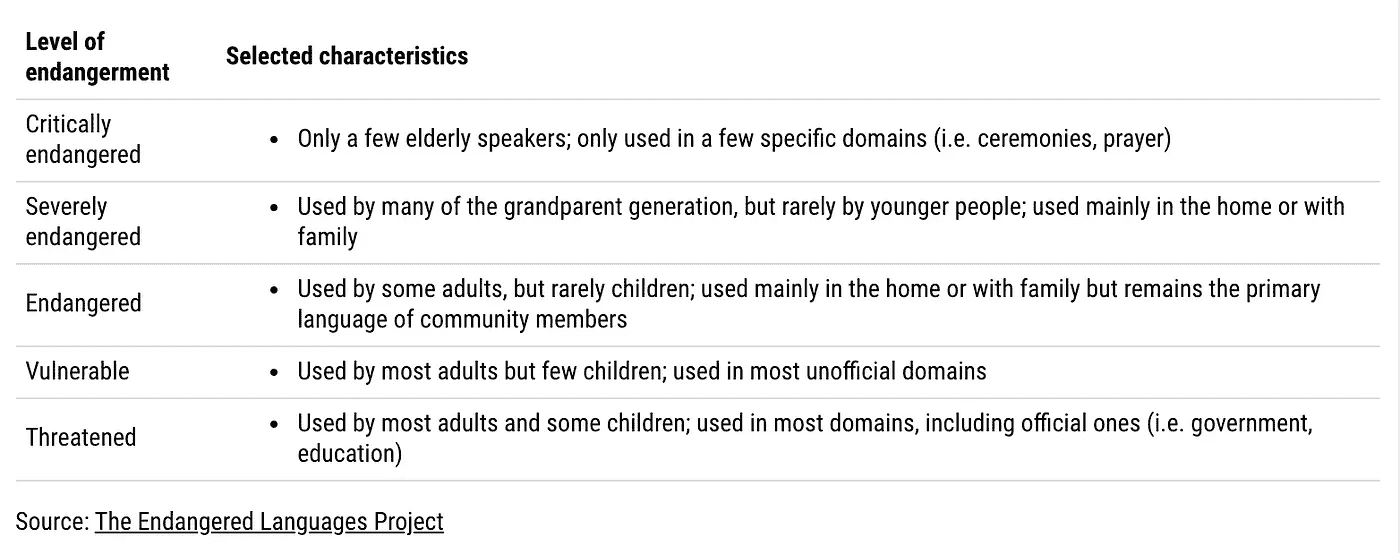 Level of
endangerment
Selected characteristics
Critically
endangered
• Only a few elderly speakers; only used in a few specific domains (i.e. ceremonies, prayer)
Severely
endangered
• Used by many of the grandparent generation, but rarely by younger people; used mainly in the home or with
family
Endangered
• Used by some adults, but rarely children; used mainly in the home or with family but remains the primary
language of community members
Vulnerable
• Used by most adults but few children; used in most unofficial domains
Threatened
• Used by most adults and some children; used in most domains, including official ones (i.e. government,
education)
Source: The Endangered Languages Project